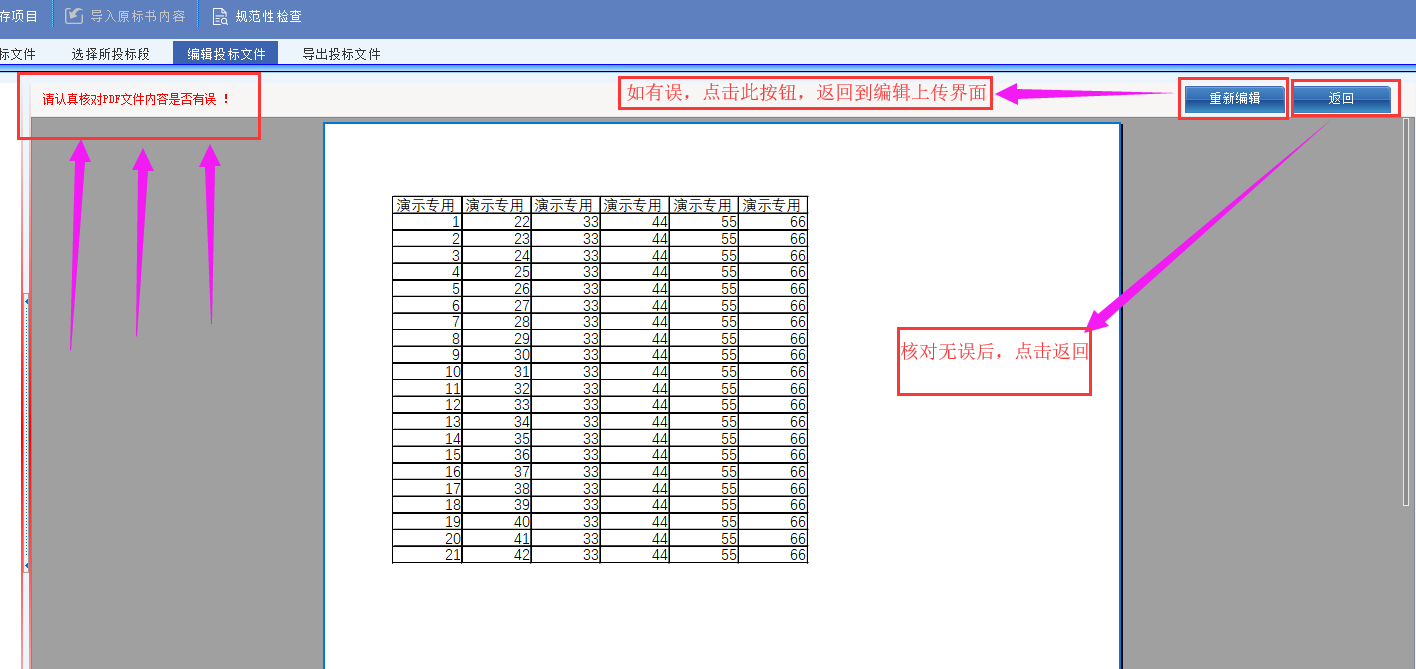 存项目 导入原标书内容 规范性检查
标文件 选择所投标段 编辑投标文件 导出投标文件
请认真核对PDF文件内容是否有误 ！ 如有误，点击此按钮，返回到编辑上传界面 重新编辑 返回
演示专用 演示专用 演示专用 演示专用 演示专用 演示专用
1 22 33 44 55 66
2 23 33 44 55 66
3 24 33 44 55 66
4 25 33 44 55 66
5 26 33 44 55 66
6 27 33 44 55 66
7 28 33 44 55 66
8 29 33 44 55 66
9 30 33 44 55 66
10 31 33 44 55 66
11 32 33 44 55 66
12 33 33 44 55 66
13 34 33 44 55 66
14 35 33 44 55 66
15 36 33 44 55 66
16 37 33 44 55 66
17 38 33 44 55 66
18 39 33 44 55 66
19 40 33 44 55 66
20 41 33 44 55 66
21 42 33 44 55 66
核对无误后，点击返回